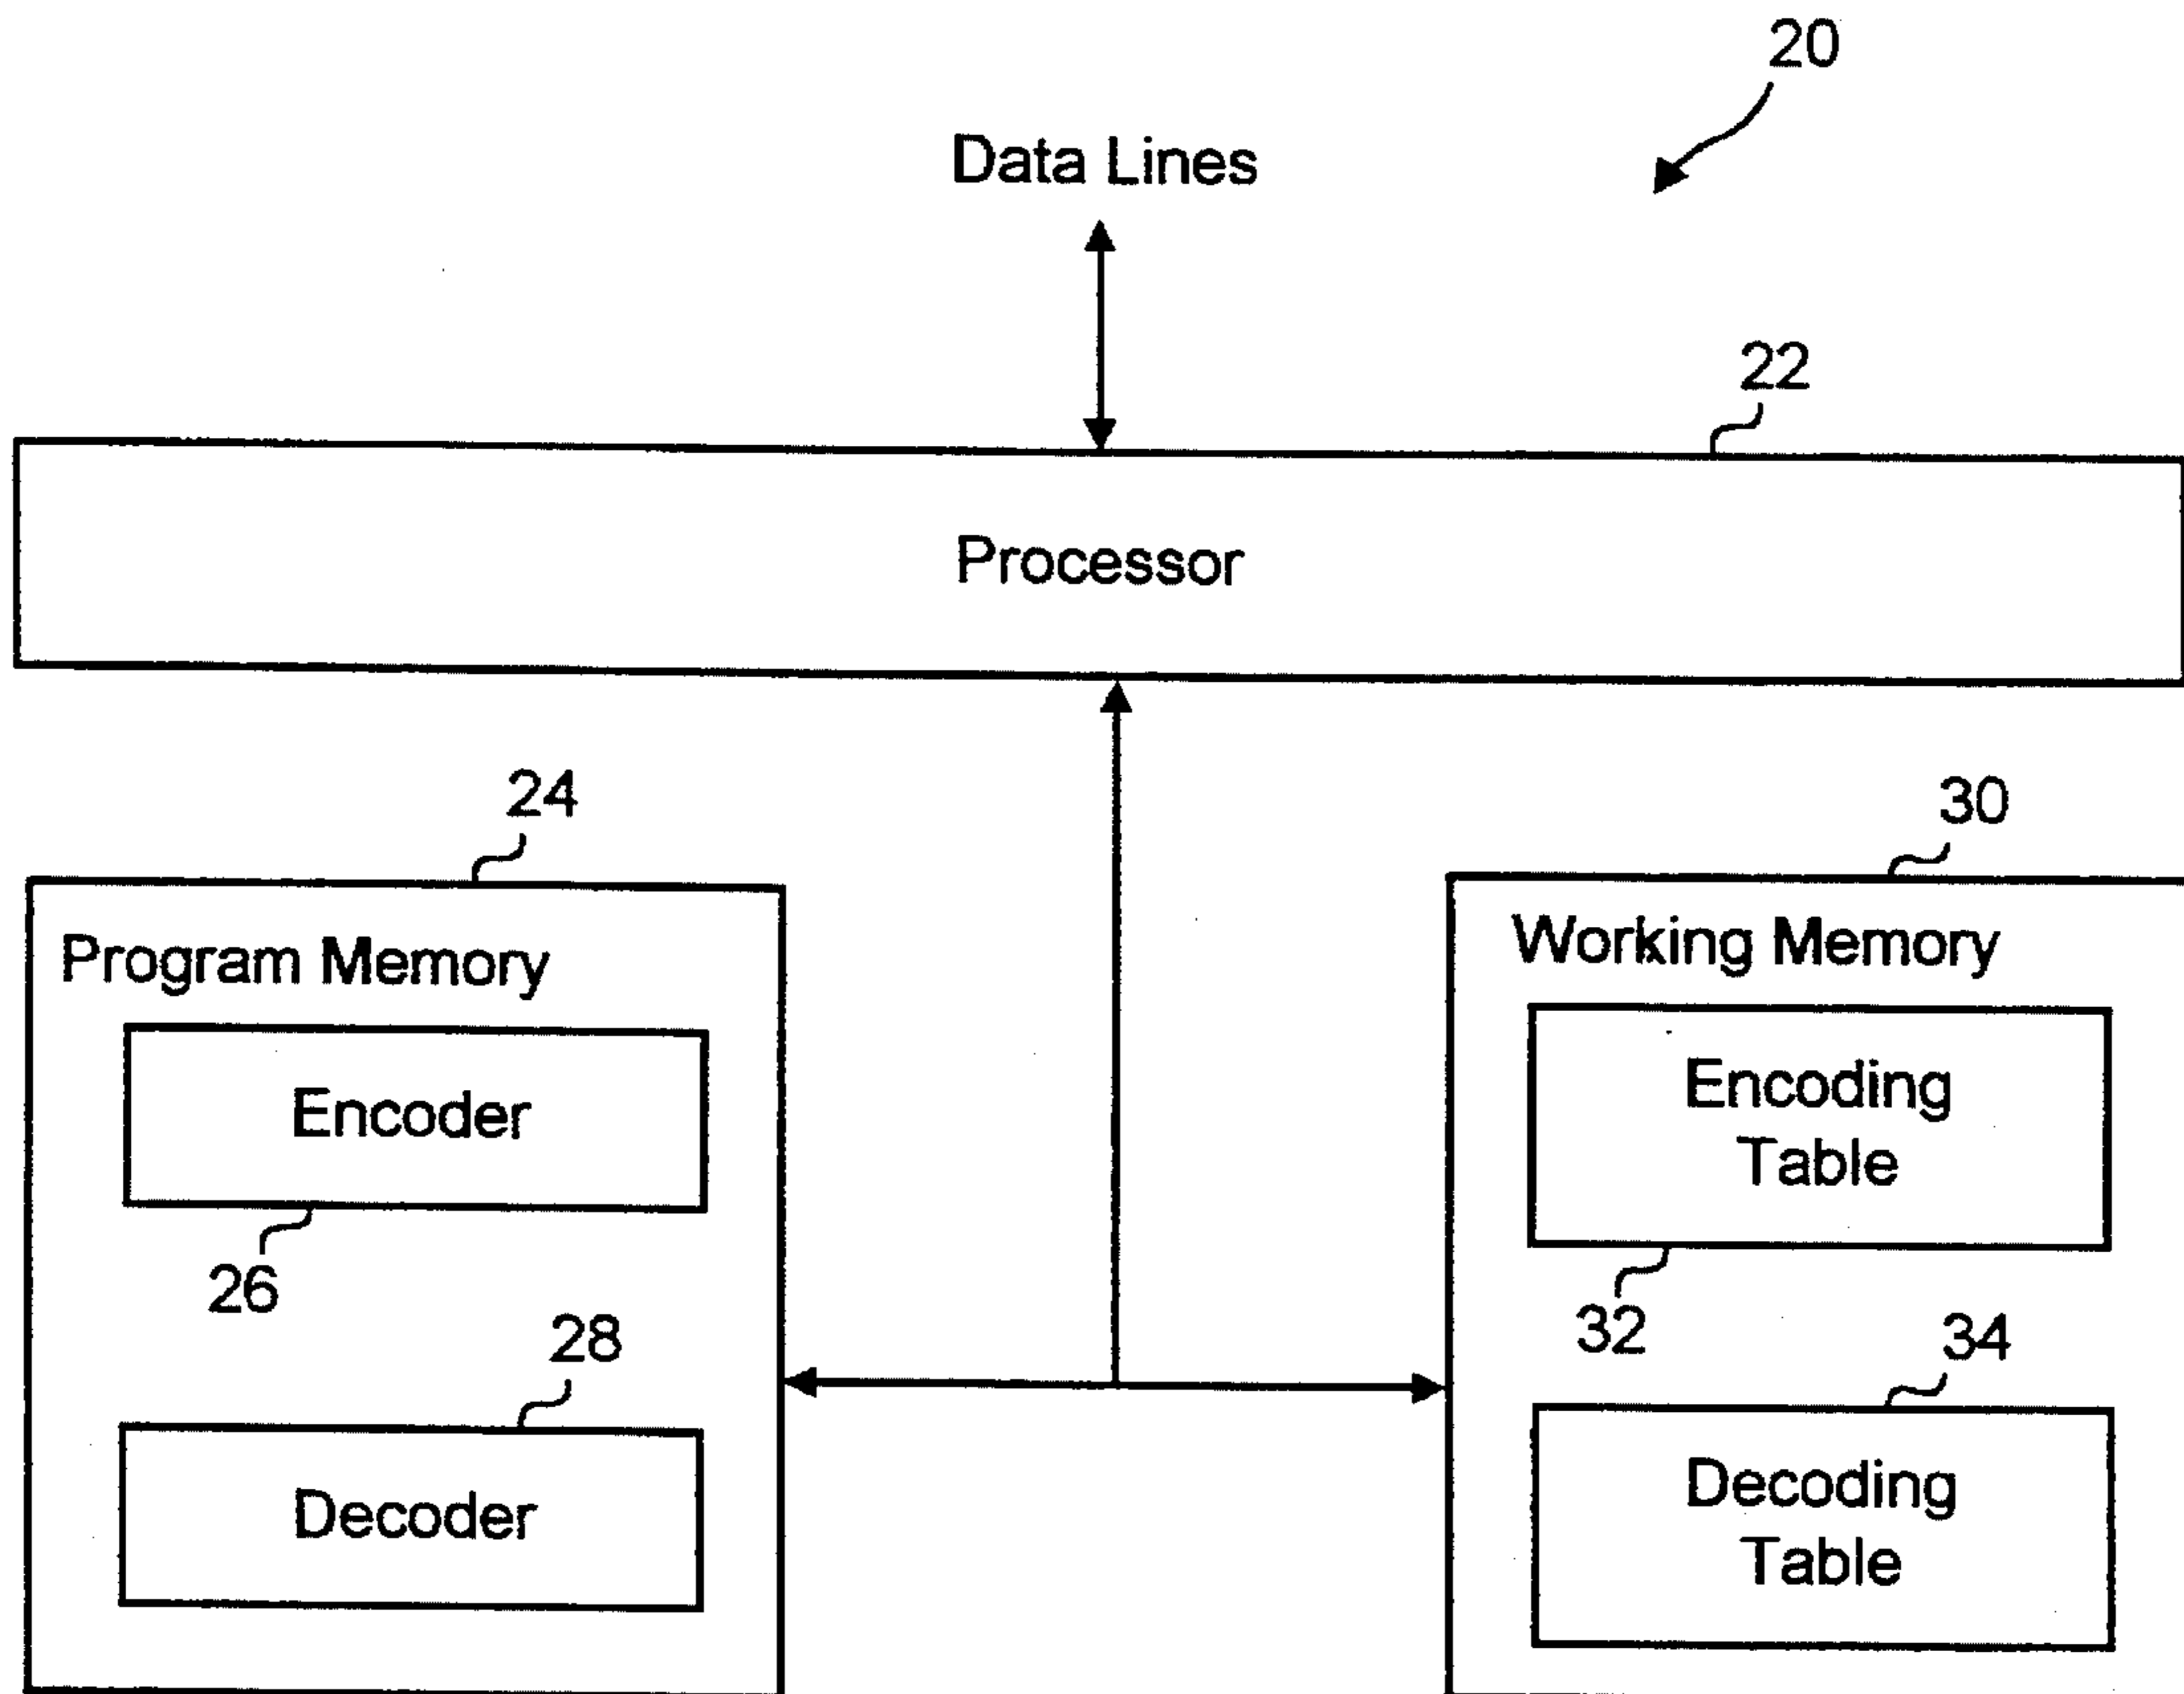 20
Data Lines
22
Processor
24
30
Program Memory
Working Memory
Encoder
Encoding
Table
26
32
28
34
Decoder
Decoding
Table